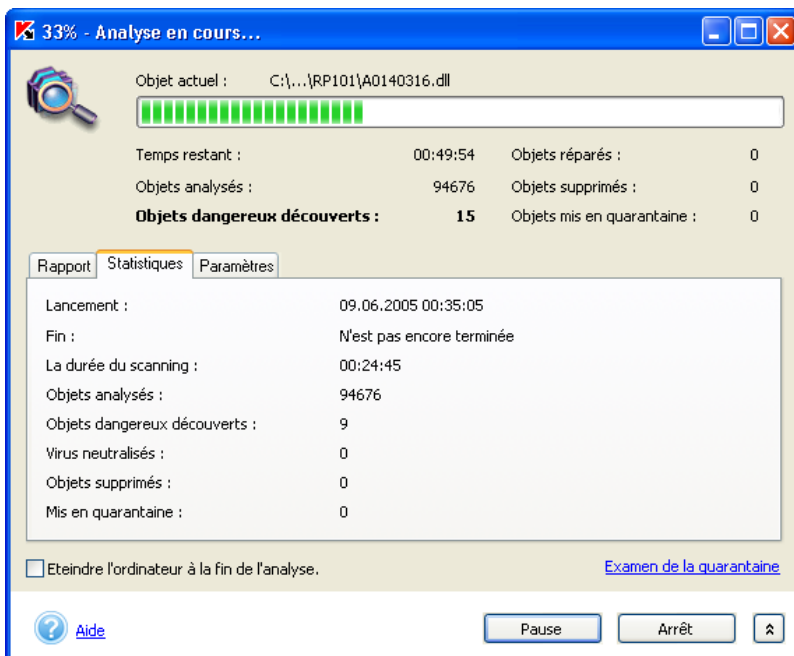 33% - Analyse en cours...
Objet actuel : C:\...\RP101\A0140316.dll
Temps restant : 00:49:54 Objets réparés : 0
Objets analysés : 94676 Objets supprimés : 0
Objets dangereux découverts : 15 Objets mis en quarantaine : 0
Rapport Statistiques Paramètres
Lancement : 09.06.2005 00:35:05
Fin : N'est pas encore terminée
La durée du scanning : 00:24:45
Objets analysés : 94676
Objets dangereux découverts : 9
Virus neutralisés : 0
Objets supprimés : 0
Mis en quarantaine : 0
Eteindre l'ordinateur à la fin de l'analyse. Examen de la quarantaine
Aide Pause Arrêt